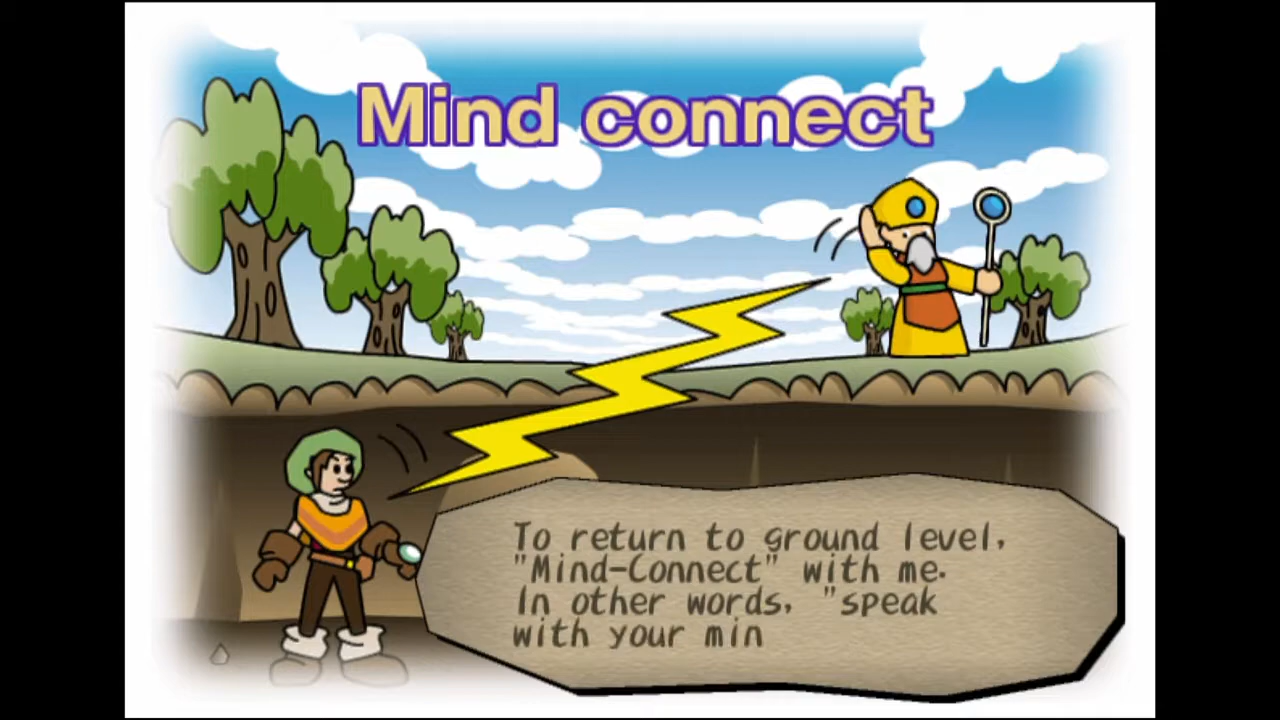 Mind connect
To return to ground level,
"Mind-Connect" with me.
In other words, "speak
with your min